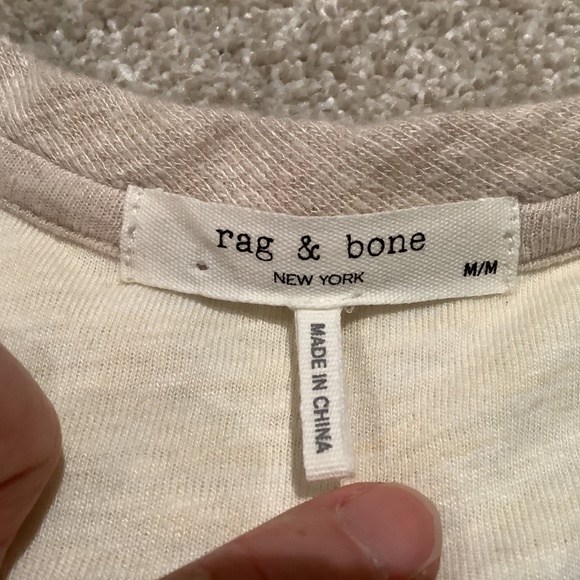 rag & bone
NEW YORK
M/M
MADE IN CHINA